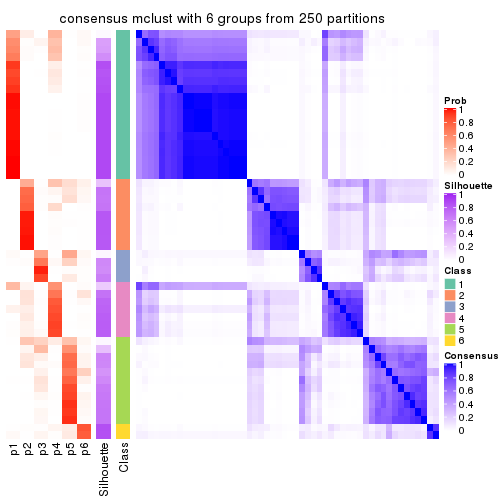 consensus mclust with 6 groups from 250 partitions
Prob
1
0.8
0.6
0.4
0.2
0
Silhouette
1
0.8
0.6
0.4
0.2
0
Class
1
2
3
4
5
6
Consensus
1
0.8
0.6
0.4
0.2
0
p1
p2
p3
p4
p5
p6
Silhouette
Class